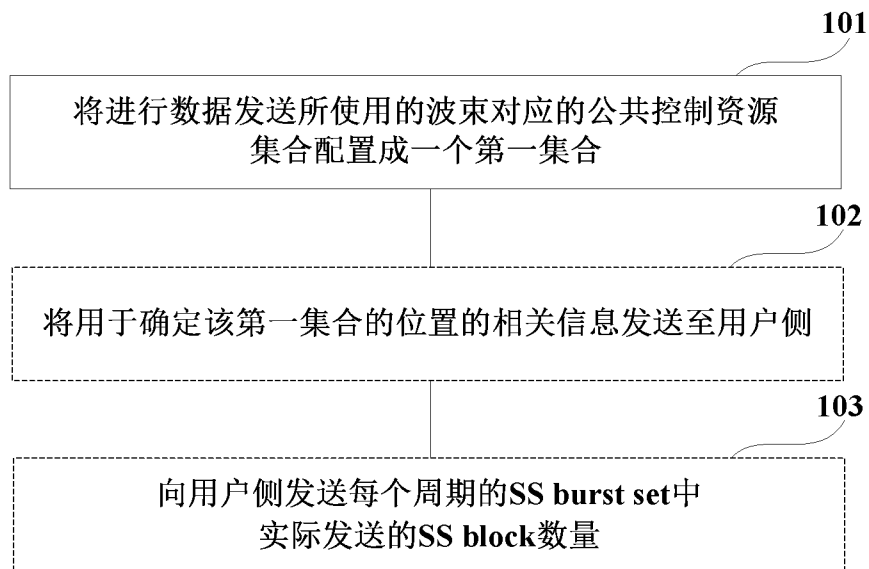 101
将进行数据发送所使用的波束对应的公共控制资源
集合配置成一个第一集合
102
将用于确定该第一集合的位置的相关信息发送至用户侧
103
向用户侧发送每个周期的SS burst set中
实际发送的SS block数量